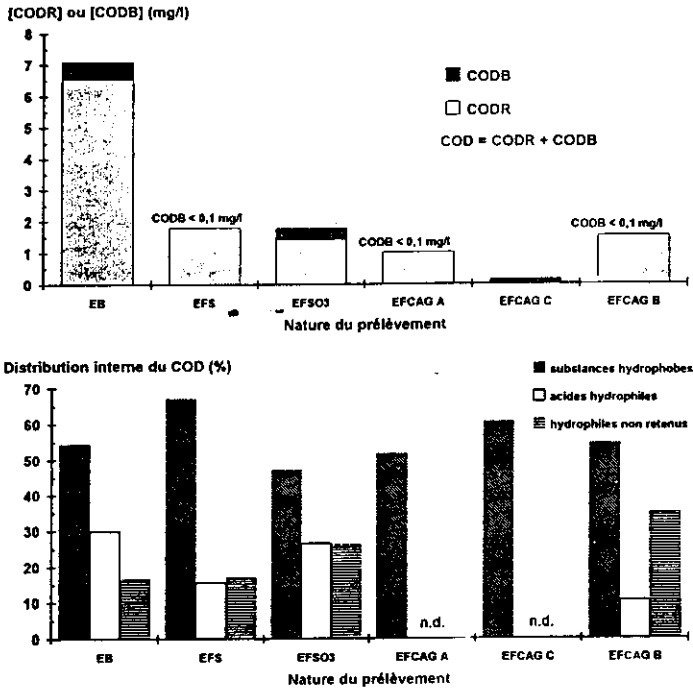 [CODR] ou [CODB] (mg/l)
8
7
6
5
4
3
2
1
0
CODB
CODR
COD = CODR + CODB
CODB < 0,1 mg/l
CODB < 0,1 mg/l
CODB < 0,1 mg/l
EB EFS EFSO3 EFCAG A EFCAG C EFCAG B
Nature du prélèvement
Distribution interne du COD (%)
70
60
50
40
30
20
10
0
substances hydrophobes
acides hydrophiles
hydrophiles non retenus
n.d. n.d.
EB EFS EFSO3 EFCAG A EFCAG C EFCAG B
Nature du prélèvement